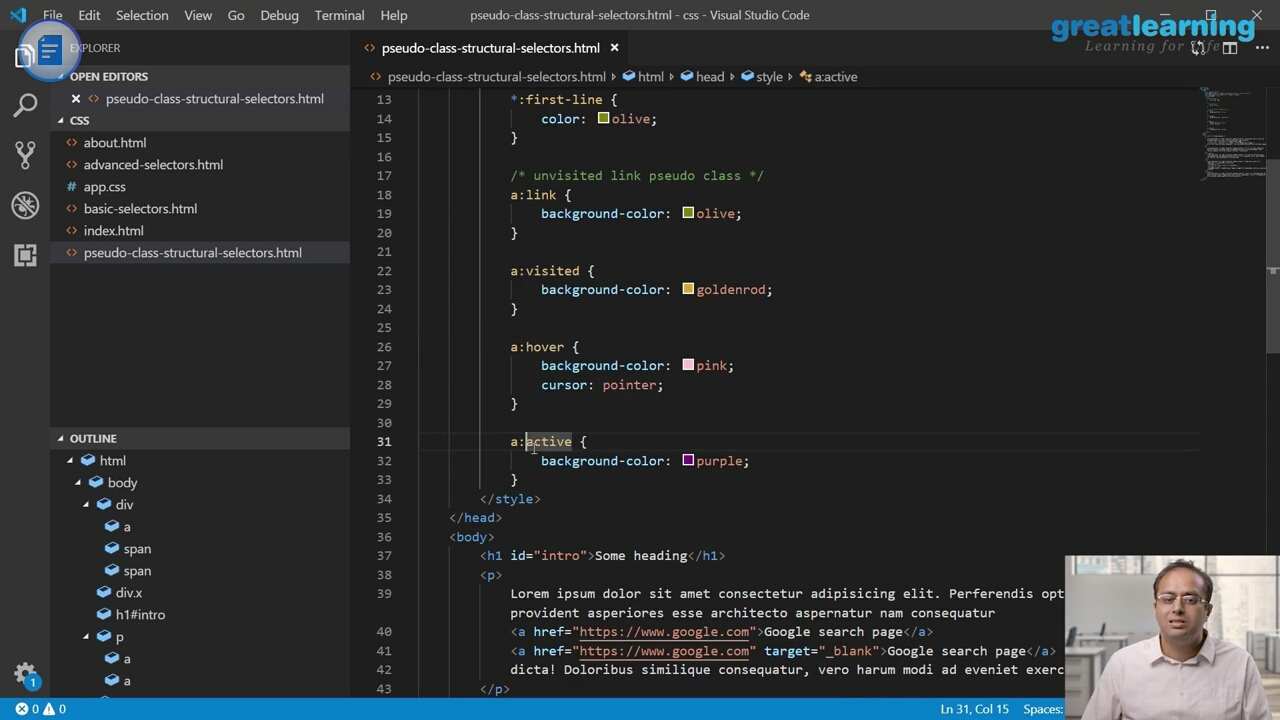 File Edit Selection View Go Debug Terminal Help
pseudo-class-structural-selectors.html - css - Visual Studio Code
greatlearning
Learning for Life
EXPLORER
OPEN EDITORS
pseudo-class-structural-selectors.html
CSS
about.html
advanced-selectors.html
app.css
basic-selectors.html
index.html
pseudo-class-structural-selectors.html
OUTLINE
html
body
div
a
span
span
div.x
h1#intro
p
a
a
1
pseudo-class-structural-selectors.html
pseudo-class-structural-selectors.html html head style a:active
13 *:first-line {
14 color: olive;
15 }
16
17 /* unvisited link pseudo class */
18 a:link {
19 background-color: olive;
20 }
21
22 a:visited {
23 background-color: goldenrod;
24 }
25
26 a:hover {
27 background-color: pink;
28 cursor: pointer;
29 }
30
31 a:active {
32 background-color: purple;
33 }
34 </style>
35 </head>
36 <body>
37 <h1 id="intro">Some heading</h1>
38 <p>
39 Lorem ipsum dolor sit amet consectetur adipisicing elit. Perferendis opt
provident asperiores esse architecto aspernatur nam consequatur
40 <a href="https://www.google.com">Google search page</a>
41 <a href="https://www.google.com" target="_blank">Google search page</a>
42 dicta! Doloribus similique consequatur, vero harum modi ad eveniet exerc
43 </p>
0 0
Ln 31, Col 15 Spaces: